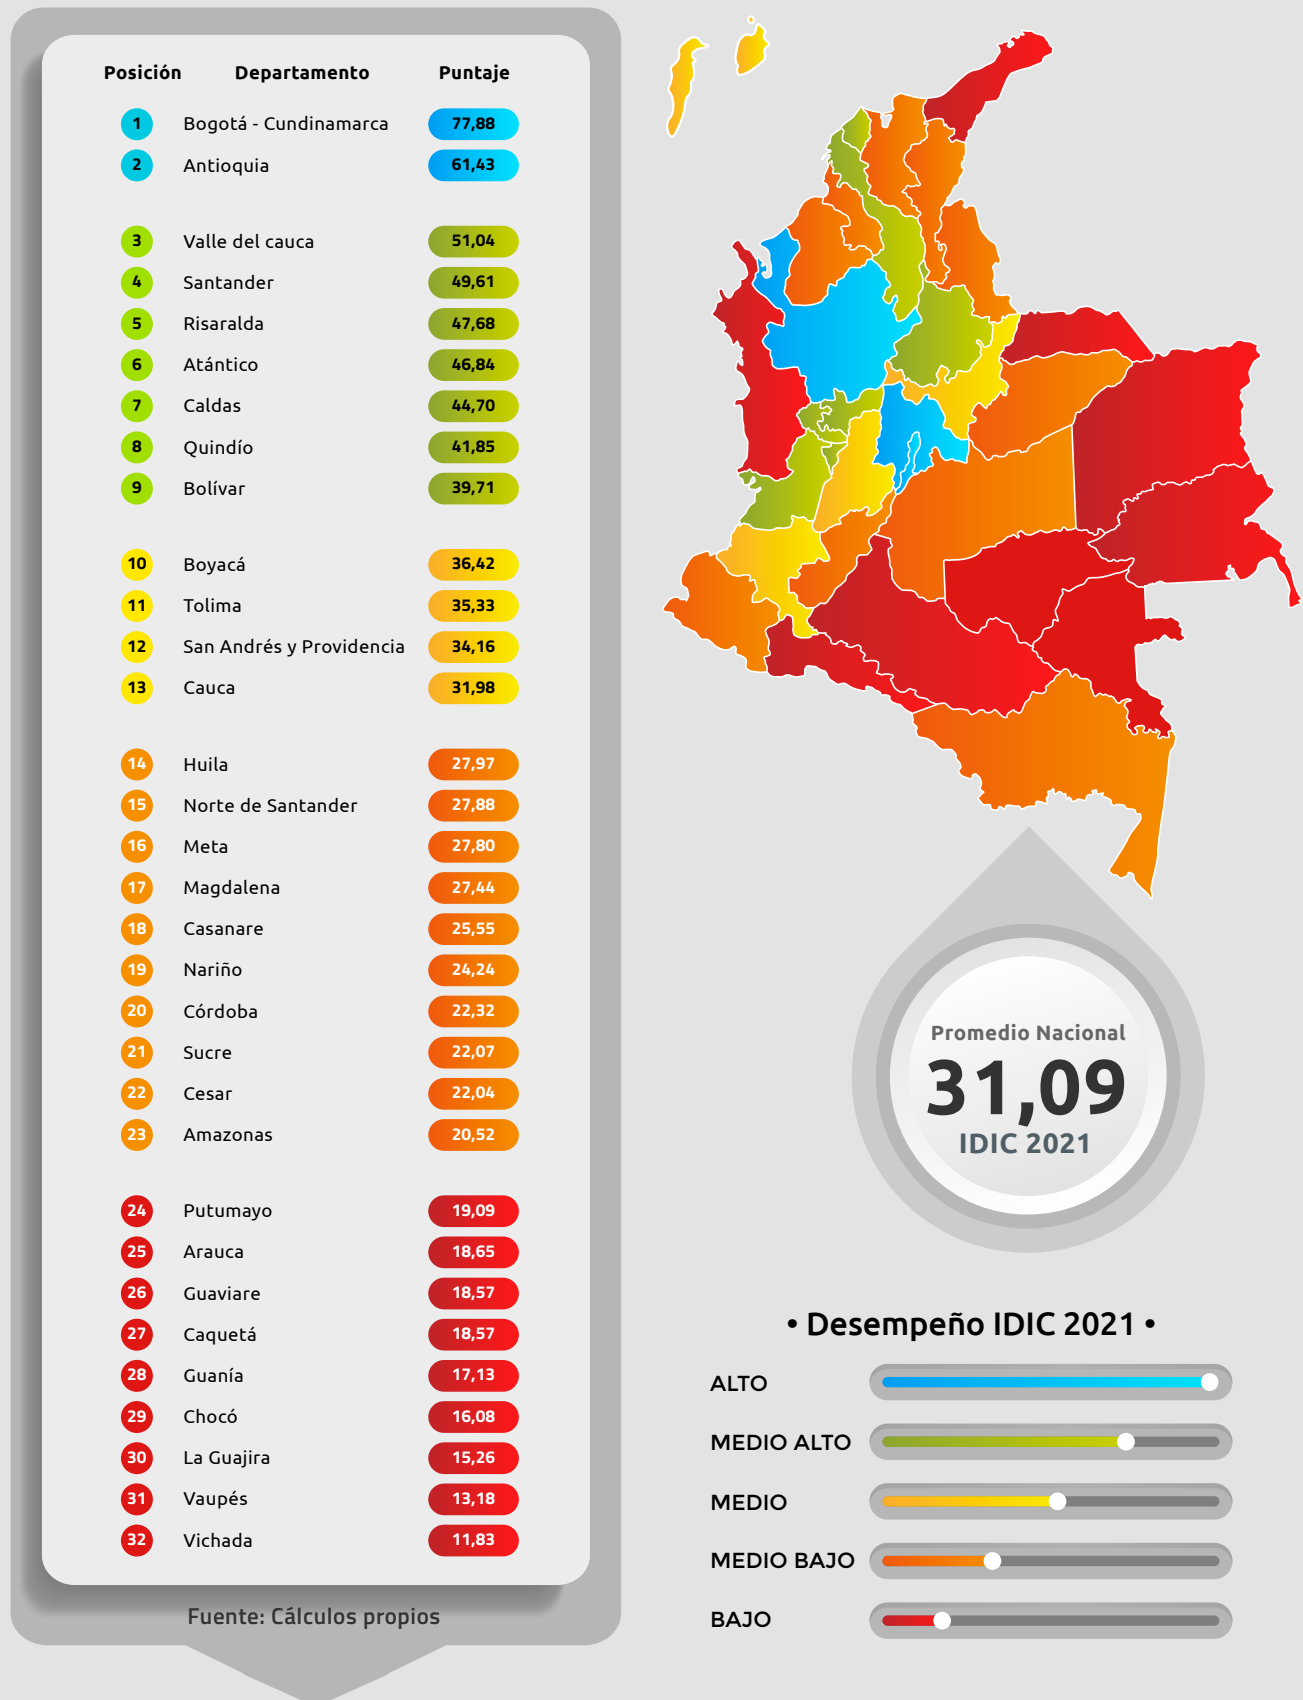 Posición Departamento Puntaje
1 Bogotá - Cundinamarca 77,88
2 Antioquia 61,43
3 Valle del cauca 51,04
4 Santander 49,61
5 Risaralda 47,68
6 Atántico 46,84
7 Caldas 44,70
8 Quindío 41,85
9 Bolívar 39,71
10 Boyacá 36,42
11 Tolima 35,33
12 San Andrés y Providencia 34,16
13 Cauca 31,98
14 Huila 27,97
15 Norte de Santander 27,88
16 Meta 27,80
17 Magdalena 27,44
18 Casanare 25,55
19 Nariño 24,24
20 Córdoba 22,32
21 Sucre 22,07
22 Cesar 22,04
23 Amazonas 20,52
24 Putumayo 19,09
25 Arauca 18,65
26 Guaviare 18,57
27 Caquetá 18,57
28 Guanía 17,13
29 Chocó 16,08
30 La Guajira 15,26
31 Vaupés 13,18
32 Vichada 11,83
Fuente: Cálculos propios
Promedio Nacional
31,09
IDIC 2021
• Desempeño IDIC 2021 •
ALTO
MEDIO ALTO
MEDIO
MEDIO BAJO
BAJO